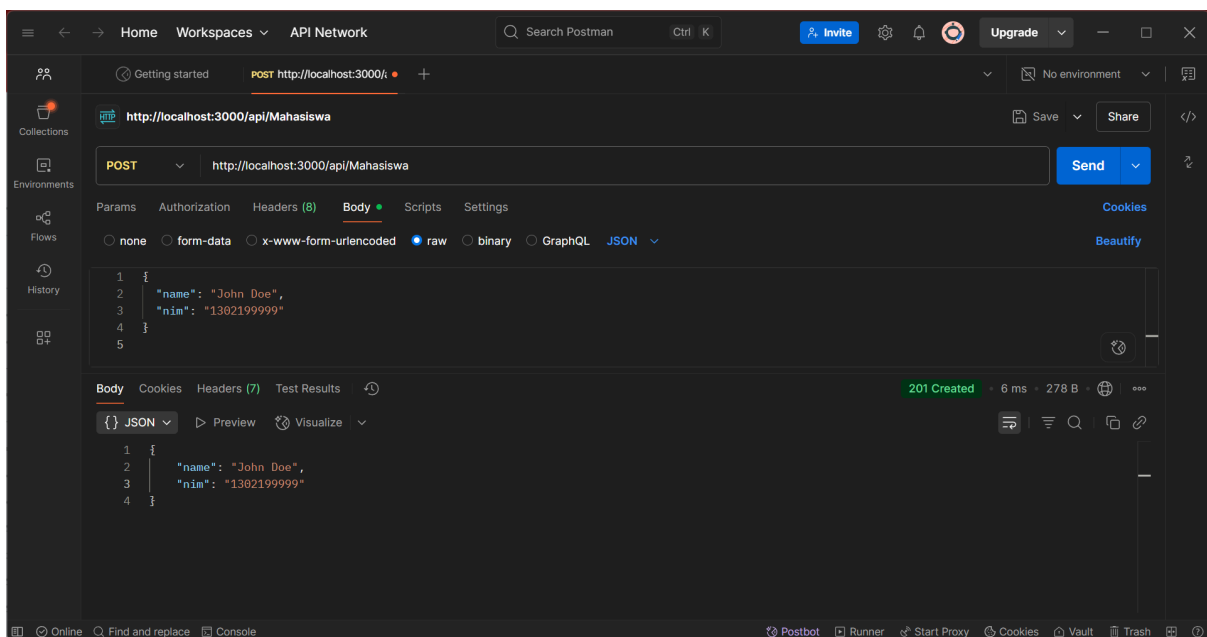 Home Workspaces API Network Search Postman Ctrl K Invite Upgrade
Getting started POST http://localhost:3000/a No environment
HTTP http://localhost:3000/api/Mahasiswa Save Share
Collections
POST http://localhost:3000/api/Mahasiswa Send
Environments
Params Authorization Headers (8) Body Scripts Settings Cookies
Flows
none form-data x-www-form-urlencoded raw binary GraphQL JSON Beautify
History
1 {
2 "name": "John Doe",
3 "nim": "1302199999"
4 }
5
Body Cookies Headers (7) Test Results 201 Created 6 ms 278 B
{} JSON Preview Visualize
1 {
2 "name": "John Doe",
3 "nim": "1302199999"
4 }
Online Find and replace Console Postbot Runner Start Proxy Cookies Vault Trash